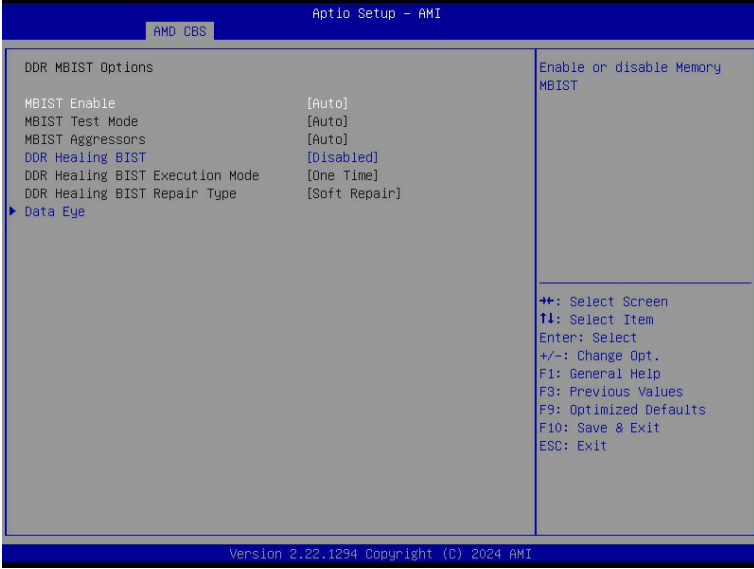 Aptio Setup – AMI
AMD CBS
DDR MBIST Options
Enable or disable Memory
MBIST
MBIST Enable [Auto]
MBIST Test Mode [Auto]
MBIST Aggressors [Auto]
DDR Healing BIST [Disabled]
DDR Healing BIST Execution Mode [One Time]
DDR Healing BIST Repair Type [Soft Repair]
Data Eye
→←: Select Screen
↑↓: Select Item
Enter: Select
+/-: Change Opt.
F1: General Help
F3: Previous Values
F9: Optimized Defaults
F10: Save & Exit
ESC: Exit
Version 2.22.1294 Copyright (C) 2024 AMI